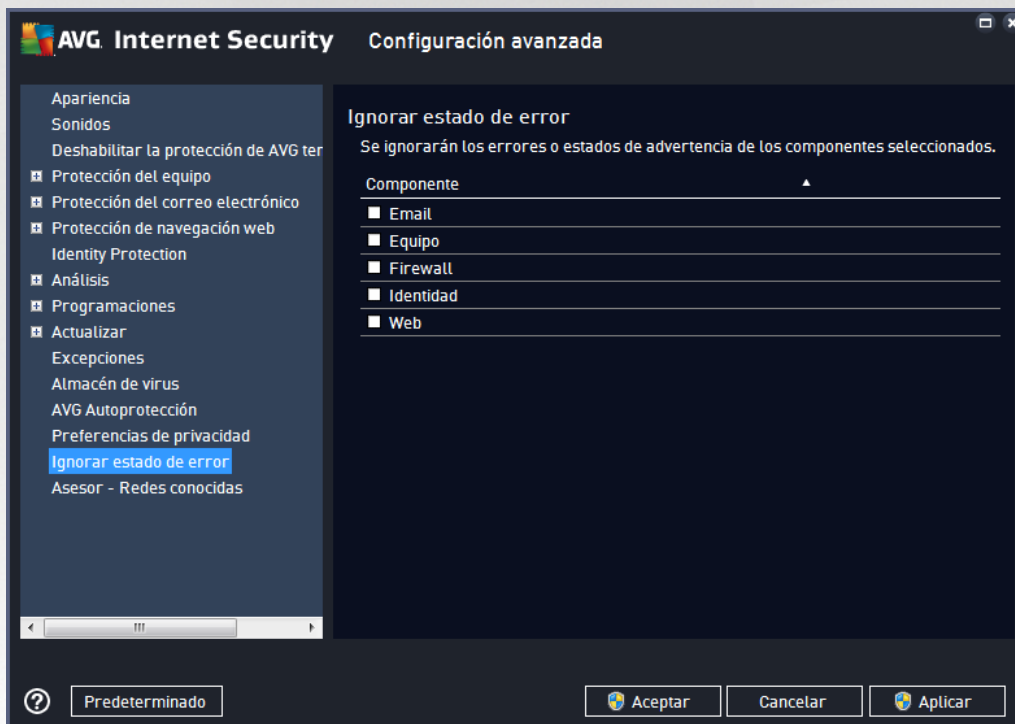 AVG Internet Security
Configuración avanzada
Apariencia
Sonidos
Deshabilitar la protección de AVG ter
Protección del equipo
Protección del correo electrónico
Protección de navegación web
Identity Protection
Análisis
Programaciones
Actualizar
Excepciones
Almacén de virus
AVG Autoprotección
Preferencias de privacidad
Ignorar estado de error
Asesor - Redes conocidas
Ignorar estado de error
Se ignorarán los errores o estados de advertencia de los componentes seleccionados.
Componente
Email
Equipo
Firewall
Identidad
Web
Predeterminado
Aceptar
Cancelar
Aplicar